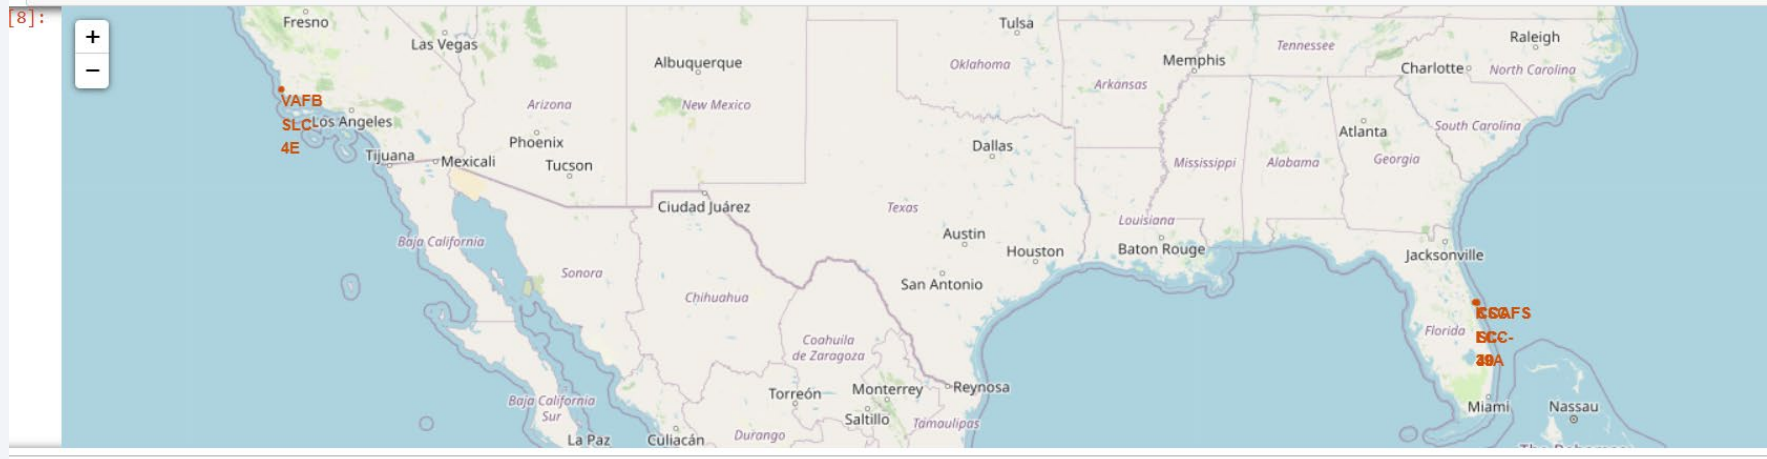 [8]:
+
−
Fresno
Las Vegas
Albuquerque
Tulsa
Oklahoma
Memphis
Tennessee
Raleigh
Charlotte
North Carolina
Arkansas
Arizona
New Mexico
VAFB
SLC-
4E
Los Angeles
Phoenix
Tucson
Tijuana
Mexicali
Dallas
Atlanta
South Carolina
Mississippi
Alabama
Georgia
Ciudad Juárez
Texas
Louisiana
Austin
Houston
Baton Rouge
Jacksonville
Baja California
Sonora
Chihuahua
San Antonio
Florida
Coahuila
de Zaragoza
Torreón
Monterrey
Reynosa
Saltillo
Tamaulipas
Baja California
Sur
La Paz
Culiacán
Durango
Miami
Nassau
The Bahamas